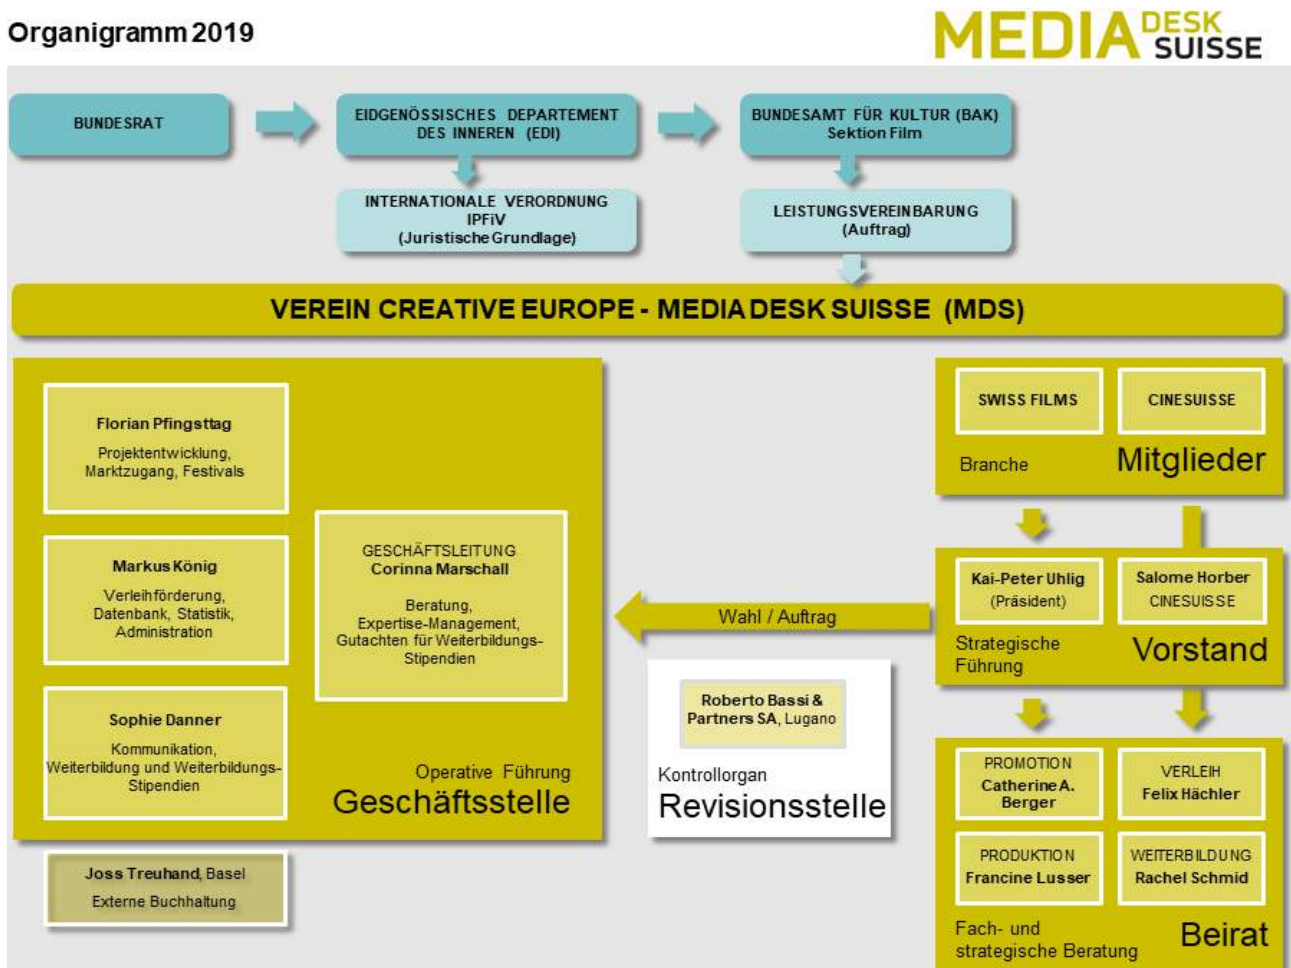 Organigramm 2019
MEDIA DESK SUISSE
BUNDESRAT
EIDGENÖSSISCHES DEPARTEMENT
DES INNEREN (EDI)
BUNDESAMT FÜR KULTUR (BAK)
Sektion Film
INTERNATIONALE VERORDNUNG
IPFiV
(Juristische Grundlage)
LEISTUNGSVEREINBARUNG
(Auftrag)
VEREIN CREATIVE EUROPE - MEDIA DESK SUISSE (MDS)
Florian Pfingsttag
Projektentwicklung,
Marktzugang, Festivals
Markus König
Verleihförderung,
Datenbank, Statistik,
Administration
Sophie Danner
Kommunikation,
Weiterbildung und Weiterbildungs-
Stipendien
GESCHÄFTSLEITUNG
Corinna Marschall
Beratung,
Expertise-Management,
Gutachten für Weiterbildungs-
Stipendien
Operative Führung
Geschäftsstelle
Joss Treuhand, Basel
Externe Buchhaltung
Wahl / Auftrag
Roberto Bassi &
Partners SA, Lugano
Kontrollorgan
Revisionsstelle
SWISS FILMS
CINESUISSE
Branche
Mitglieder
Kai-Peter Uhlig
(Präsident)
Salome Horber
CINESUISSE
Strategische
Führung
Vorstand
PROMOTION
Catherine A.
Berger
VERLEIH
Felix Hächler
PRODUKTION
Francine Lusser
WEITERBILDUNG
Rachel Schmid
Fach- und
strategische Beratung
Beirat